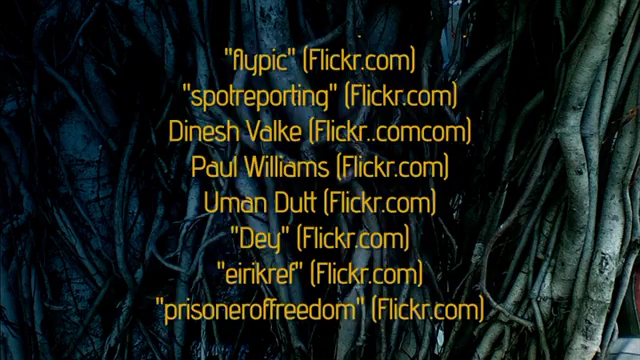 "flypic" (Flickr.com)
"spotreporting" (Flickr.com)
Dinesh Valke (Flickr..comcom)
Paul Williams (Flickr.com)
Uman Dutt (Flickr.com)
"Dey" (Flickr.com)
"eirikref" (Flickr.com)
"prisoneroffreedom" (Flickr.com)